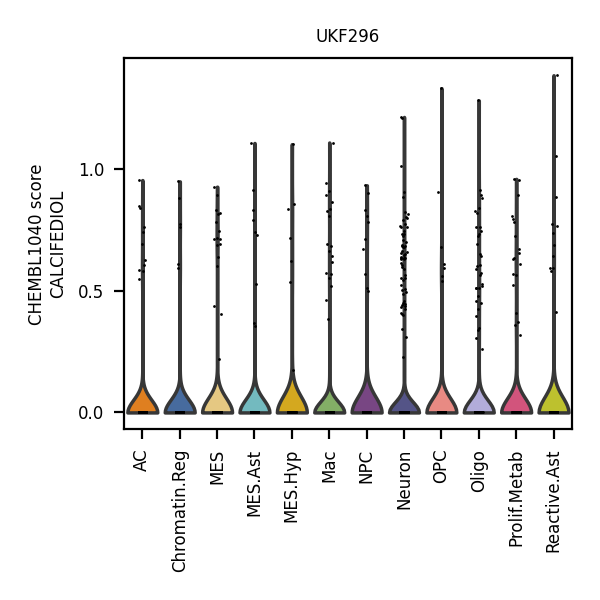 UKF296
CHEMBL1040 score
CALCIFEDIOL
1.0
0.5
0.0
AC
Chromatin.Reg
MES
MES.Ast
MES.Hyp
Mac
NPC
Neuron
OPC
Oligo
Prolif.Metab
Reactive.Ast